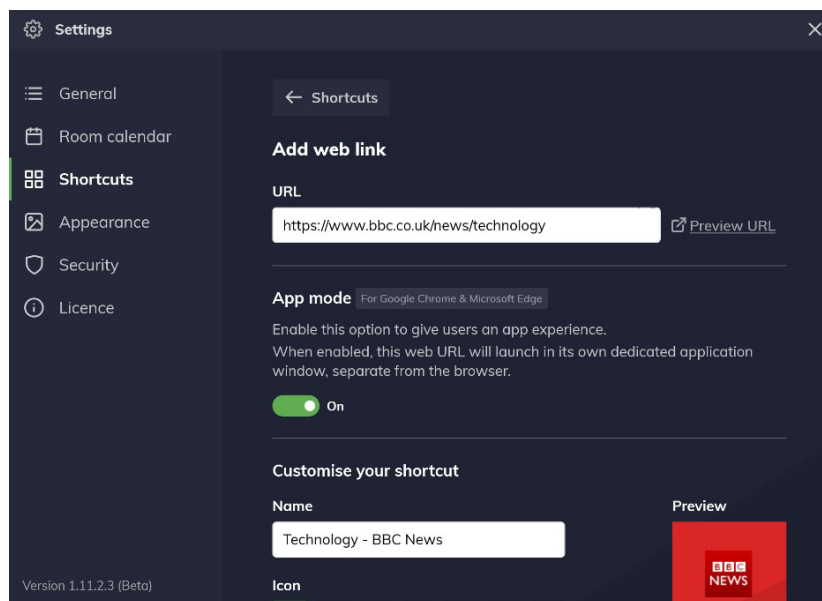 Settings
General
Room calendar
Shortcuts
Appearance
Security
Licence
Version 1.11.2.3 (Beta)
← Shortcuts
Add web link
URL
https://www.bbc.co.uk/news/technology
Preview URL
App mode For Google Chrome & Microsoft Edge
Enable this option to give users an app experience.
When enabled, this web URL will launch in its own dedicated application
window, separate from the browser.
On
Customise your shortcut
Name
Technology - BBC News
Icon
Preview
BBC
NEWS